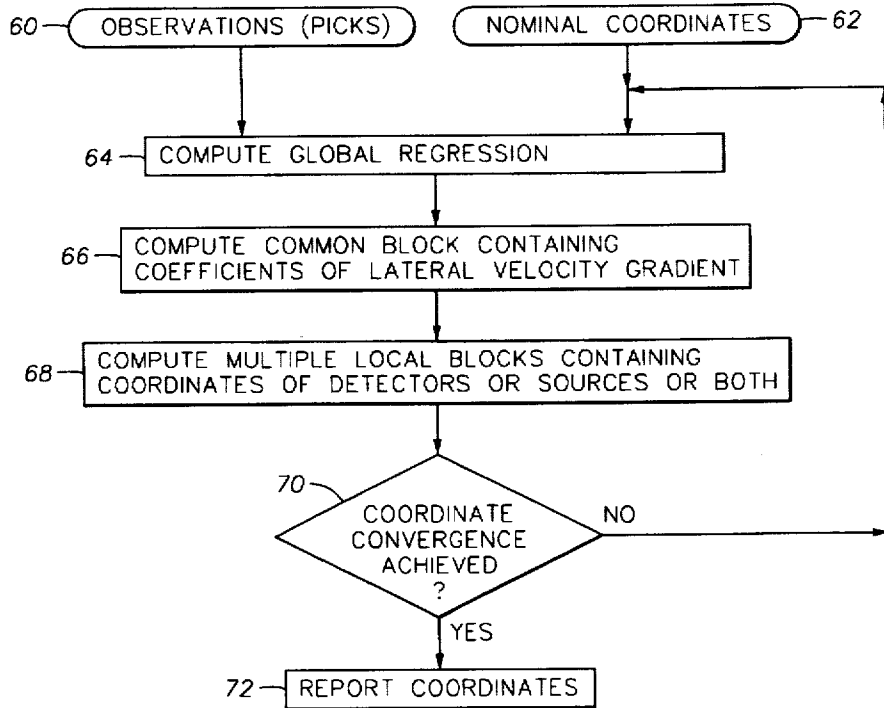 60 OBSERVATIONS (PICKS)
NOMINAL COORDINATES 62
64 COMPUTE GLOBAL REGRESSION
66 COMPUTE COMMON BLOCK CONTAINING
COEFFICIENTS OF LATERAL VELOCITY GRADIENT
68 COMPUTE MULTIPLE LOCAL BLOCKS CONTAINING
COORDINATES OF DETECTORS OR SOURCES OR BOTH
70
COORDINATE
CONVERGENCE
ACHIEVED
?
NO
YES
72 REPORT COORDINATES